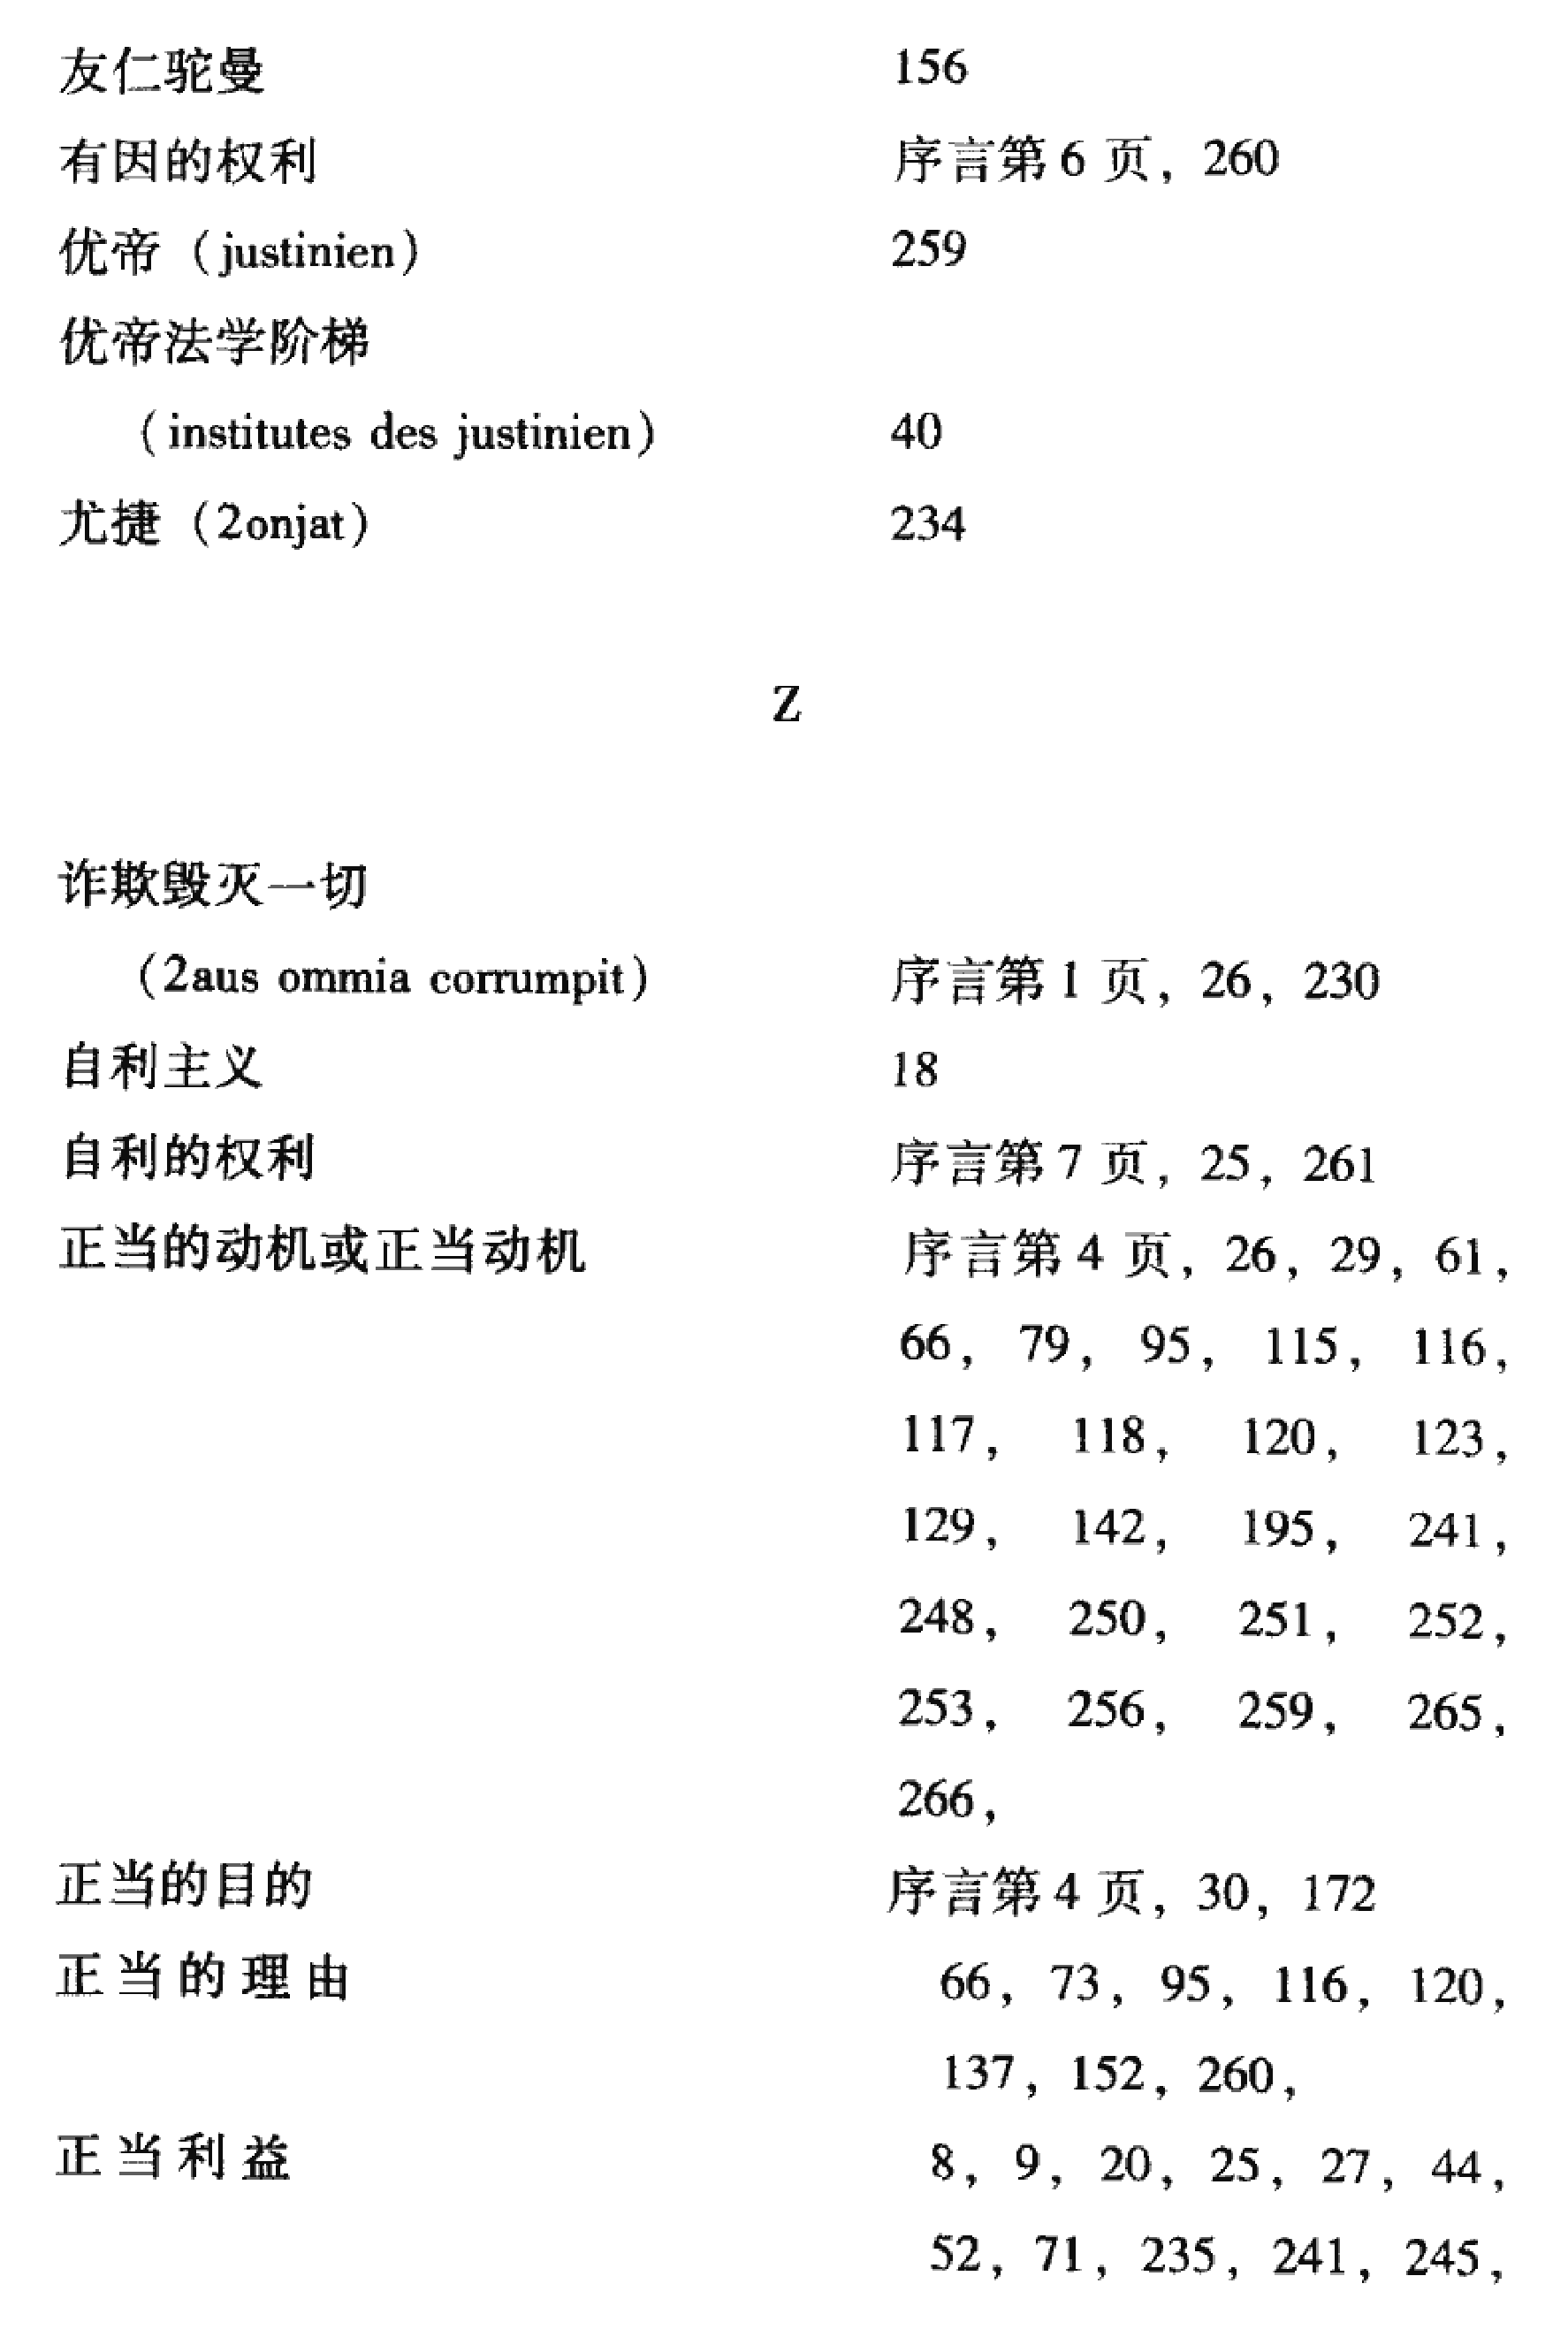 友仁驼曼 156
有因的权利 序言第 6 页，260
优帝（justinien） 259
优帝法学阶梯
（institutes des justinien） 40
尤捷（2onjat） 234
Z
诈欺毁灭一切
（2aus ommia corrumpit） 序言第 1 页，26，230
自利主义 18
自利的权利 序言第 7 页，25，261
正当的动机或正当动机 序言第 4 页，26，29，61，
66，79，95，115，116，
117，118，120，123，
129，142，195，241，
248，250，251，252，
253，256，259，265，
266，
正当的目的 序言第 4 页，30，172
正当的理由 66，73，95，116，120，
137，152，260，
正当利益 8，9，20，25，27，44，
52，71，235，241，245，